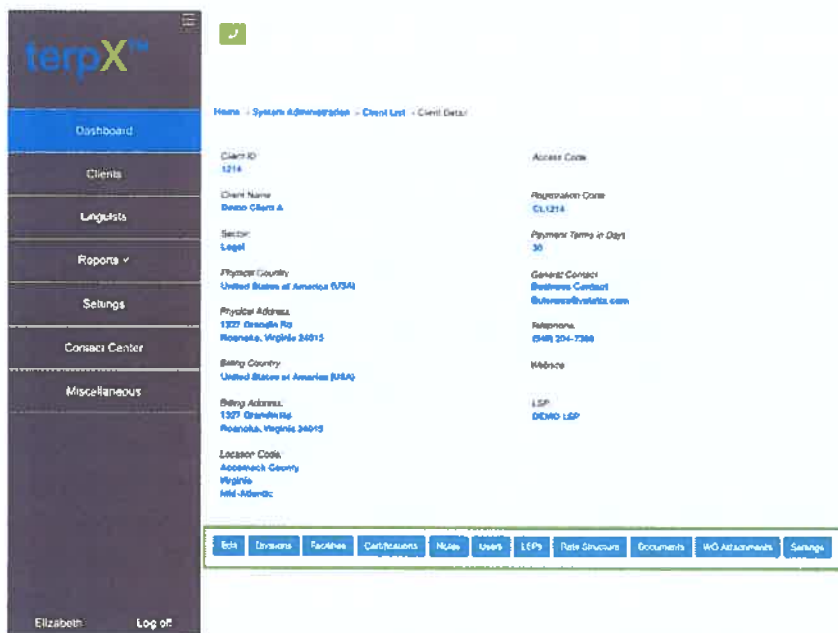 terpX™
Home > System Administration > Client List > Client Detail
Dashboard
Clients
Linguists
Reports
Settings
Contact Center
Miscellaneous
Elizabeth
Log off
Client ID
1214
Client Name
Demo Client A
Sector
Legal
Physical Country
United States of America (USA)
Physical Address
1327 Grandin Rd
Roanoke, Virginia 24015
Billing Country
United States of America (USA)
Billing Address
1327 Grandin Rd
Roanoke, Virginia 24015
Location Code
Accomack County
Virginia
Mid-Atlantic
Access Code
Registration Code
CL1214
Payment Terms in Days
30
General Contact
Business Contact
Telephone
Website
LSP
DEMO LSP
Edit Divisions Facilities Certifications Notes Users LEPs Rate Structure Documents WO Attachments Settings